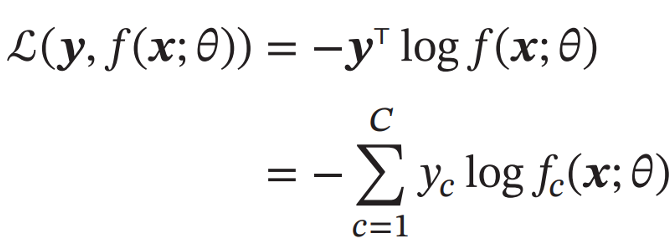 ℒ(𝒚, f(𝒙; θ)) = −𝒚ᵀ log f(𝒙; θ)
= − ∑_{c=1}^{C} y_c log f_c(𝒙; θ)